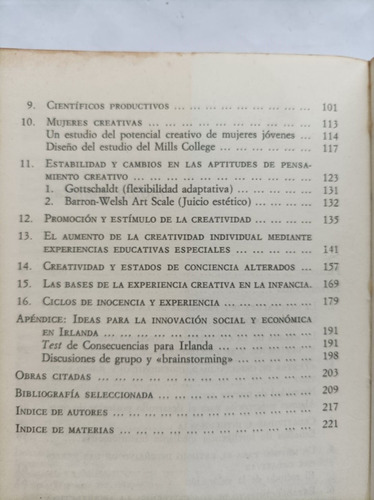 9. CIENTÍFICOS PRODUCTIVOS ... ... ... ... ... ... ... ... 101
10. MUJERES CREATIVAS ... ... ... ... ... ... ... ... ... 113
Un estudio del potencial creativo de mujeres jóvenes ... 114
Diseño del estudio del Mills College ... ... ... ... ... 117
11. ESTABILIDAD Y CAMBIOS EN LAS APTITUDES DE PENSA-
MIENTO CREATIVO ... ... ... ... ... ... ... ... ... ... 123
1. Gottschaldt (flexibilidad adaptativa) ... ... ... ... 131
2. Barron-Welsh Art Scale (Juicio estético) ... ... ... 132
12. PROMOCIÓN Y ESTÍMULO DE LA CREATIVIDAD ... ... ... 135
13. EL AUMENTO DE LA CREATIVIDAD INDIVIDUAL MEDIANTE
EXPERIENCIAS EDUCATIVAS ESPECIALES ... ... ... ... ... 141
14. CREATIVIDAD Y ESTADOS DE CONCIENCIA ALTERADOS ... 157
15. LAS BASES DE LA EXPERIENCIA CREATIVA EN LA INFANCIA. 169
16. CICLOS DE INOCENCIA Y EXPERIENCIA ... ... ... ... ... 179
APÉNDICE: IDEAS PARA LA INNOVACIÓN SOCIAL Y ECONÓMICA
EN IRLANDA ... ... ... ... ... ... ... ... ... ... ... 191
Test de Consecuencias para Irlanda ... ... ... ... ... 191
Discusiones de grupo y «brainstorming» ... ... ... ... 198
OBRAS CITADAS ... ... ... ... ... ... ... ... ... ... ... 203
BIBLIOGRAFÍA SELECCIONADA ... ... ... ... ... ... ... ... 209
INDICE DE AUTORES ... ... ... ... ... ... ... ... ... ... 217
INDICE DE MATERIAS ... ... ... ... ... ... ... ... ... ... 221